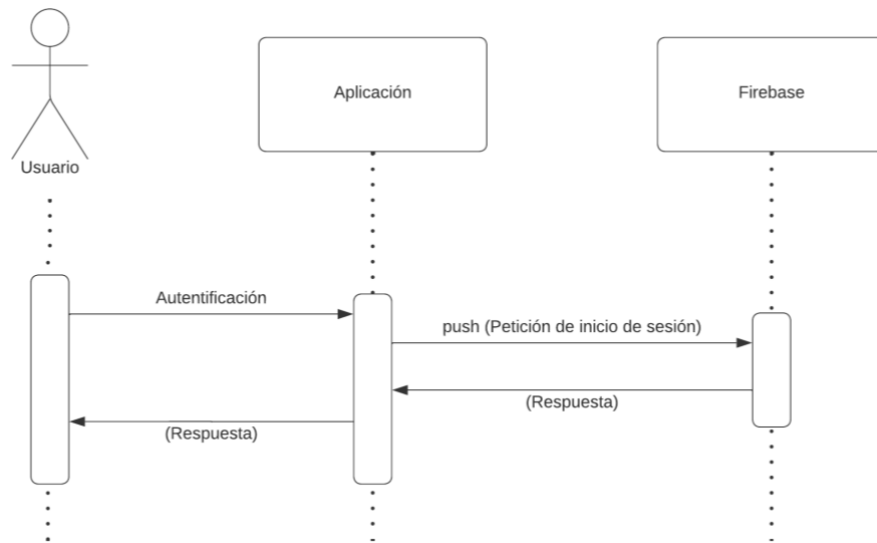 Aplicación
Firebase
Usuario
Autentificación
push (Petición de inicio de sesión)
(Respuesta)
(Respuesta)